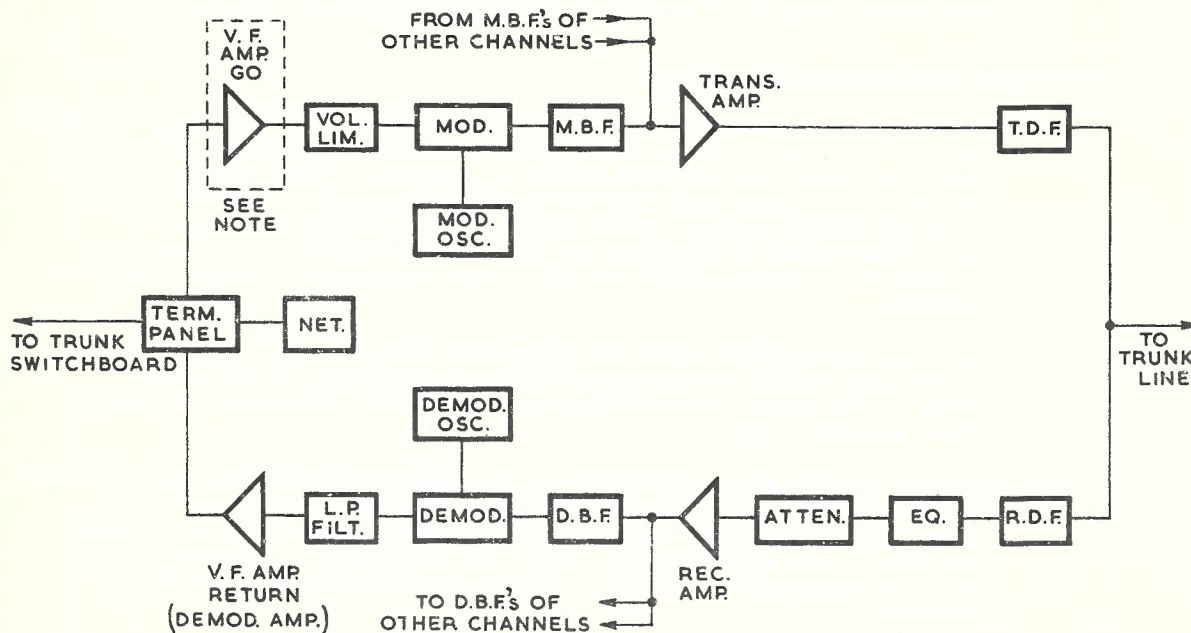 FROM M.B.F.'s OF
OTHER CHANNELS
V. F.
AMP.
GO
TRANS.
AMP.
VOL.
LIM.
MOD.
M.B.F.
T.D.F.
SEE
NOTE
MOD.
OSC.
TERM.
PANEL
NET.
TO TRUNK
SWITCHBOARD
TO
TRUNK
LINE
DEMOD.
OSC.
L.P.
FILT.
DEMOD.
D.B.F.
ATTEN.
EQ.
R.D.F.
V. F. AMP.
RETURN
(DEMOD. AMP.)
REC.
AMP.
TO D.B.F.'s OF
OTHER CHANNELS